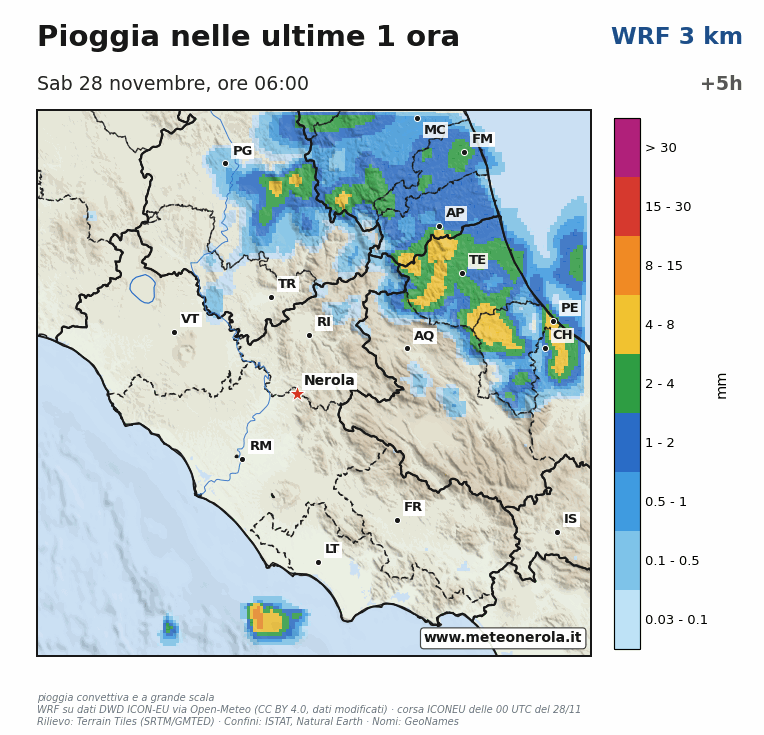 Pioggia nelle ultime 1 ora
WRF 3 km
Sab 28 novembre, ore 06:00
+5h
MC
FM
PG
AP
TE
TR
PE
VT
RI
AQ
CH
Nerola
RM
FR
IS
LT
www.meteonerola.it
> 30
15 - 30
8 - 15
4 - 8
2 - 4
1 - 2
0.5 - 1
0.1 - 0.5
0.03 - 0.1
mm
pioggia convettiva e a grande scala
WRF su dati DWD ICON-EU via Open-Meteo (CC BY 4.0, dati modificati) · corsa ICONEU delle 00 UTC del 28/11
Rilievo: Terrain Tiles (SRTM/GMTED) · Confini: ISTAT, Natural Earth · Nomi: GeoNames